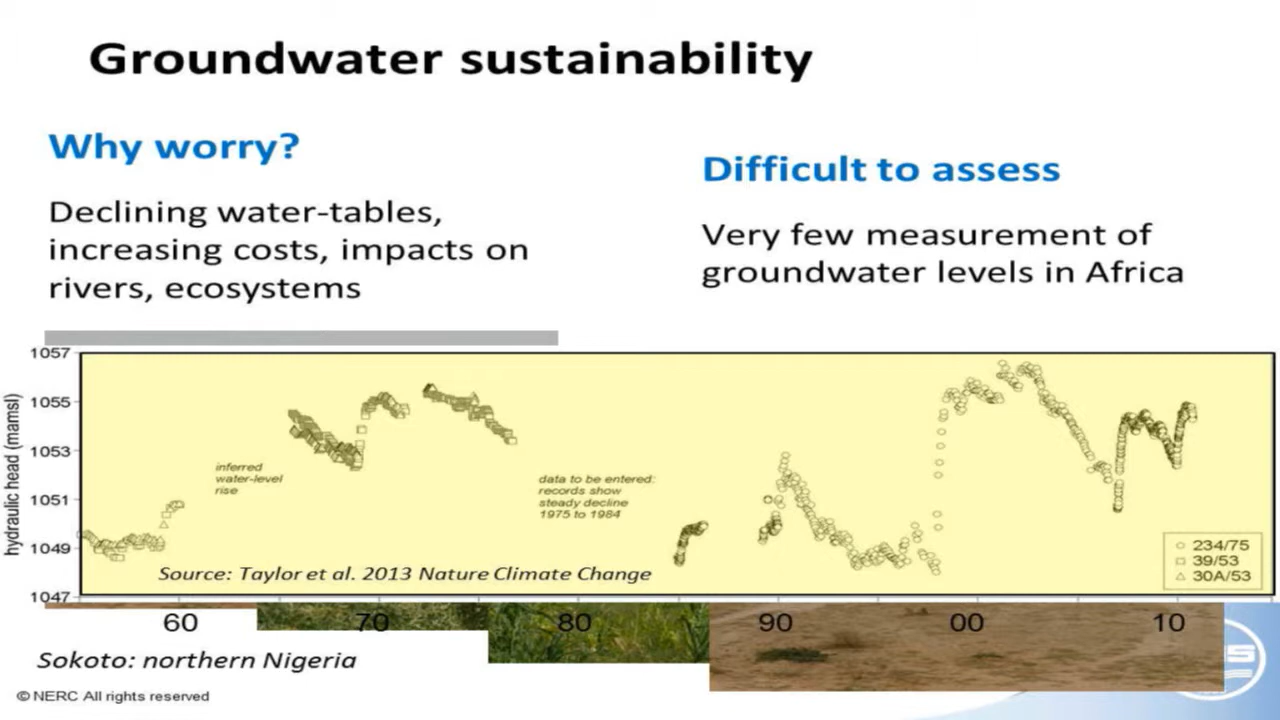 Groundwater sustainability
Why worry?
Declining water-tables,
increasing costs, impacts on
rivers, ecosystems
Difficult to assess
Very few measurement of
groundwater levels in Africa
hydraulic head (mamsl)
1057
1055
1053
1051
1049
1047
inferred
water-level
rise
data to be entered:
records show
steady decline
1975 to 1984
234/75
39/53
30A/53
Source: Taylor et al. 2013 Nature Climate Change
60
70
80
90
00
10
Sokoto: northern Nigeria
© NERC All rights reserved